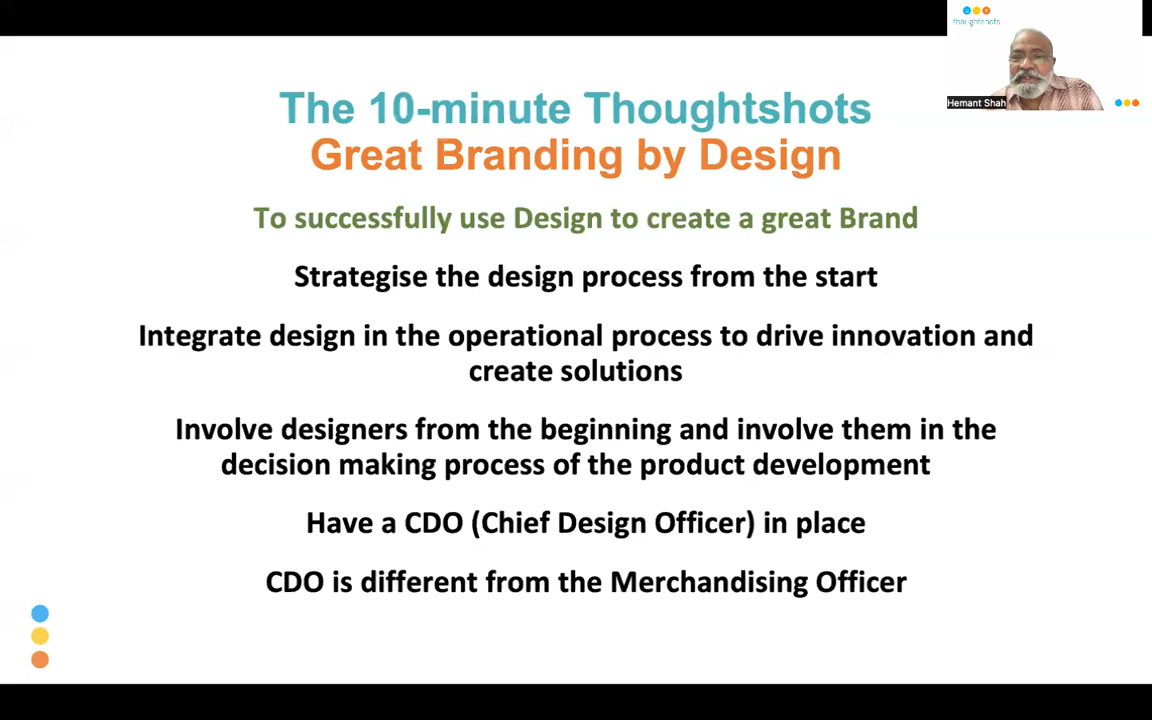 thoughtshots
Hemant Shah
The 10-minute Thoughtshots
Great Branding by Design
To successfully use Design to create a great Brand
Strategise the design process from the start
Integrate design in the operational process to drive innovation and
create solutions
Involve designers from the beginning and involve them in the
decision making process of the product development
Have a CDO (Chief Design Officer) in place
CDO is different from the Merchandising Officer